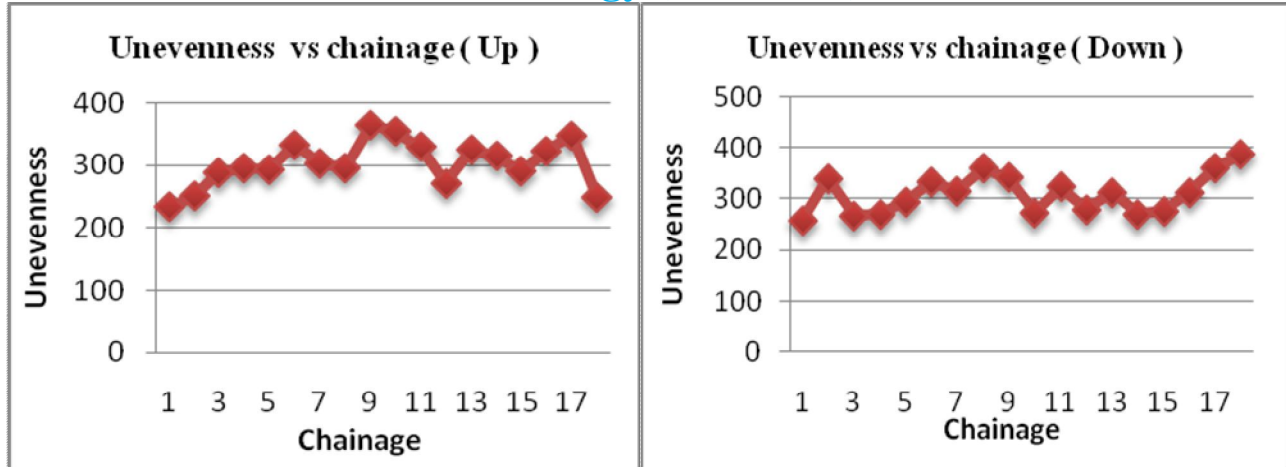 Unevenness vs chainage ( Up )
400
300
200
100
0
Unevenness
1 3 5 7 9 11 13 15 17
Chainage
Unevenness vs chainage ( Down )
500
400
300
200
100
0
Unevenness
1 3 5 7 9 11 13 15 17
Chainage